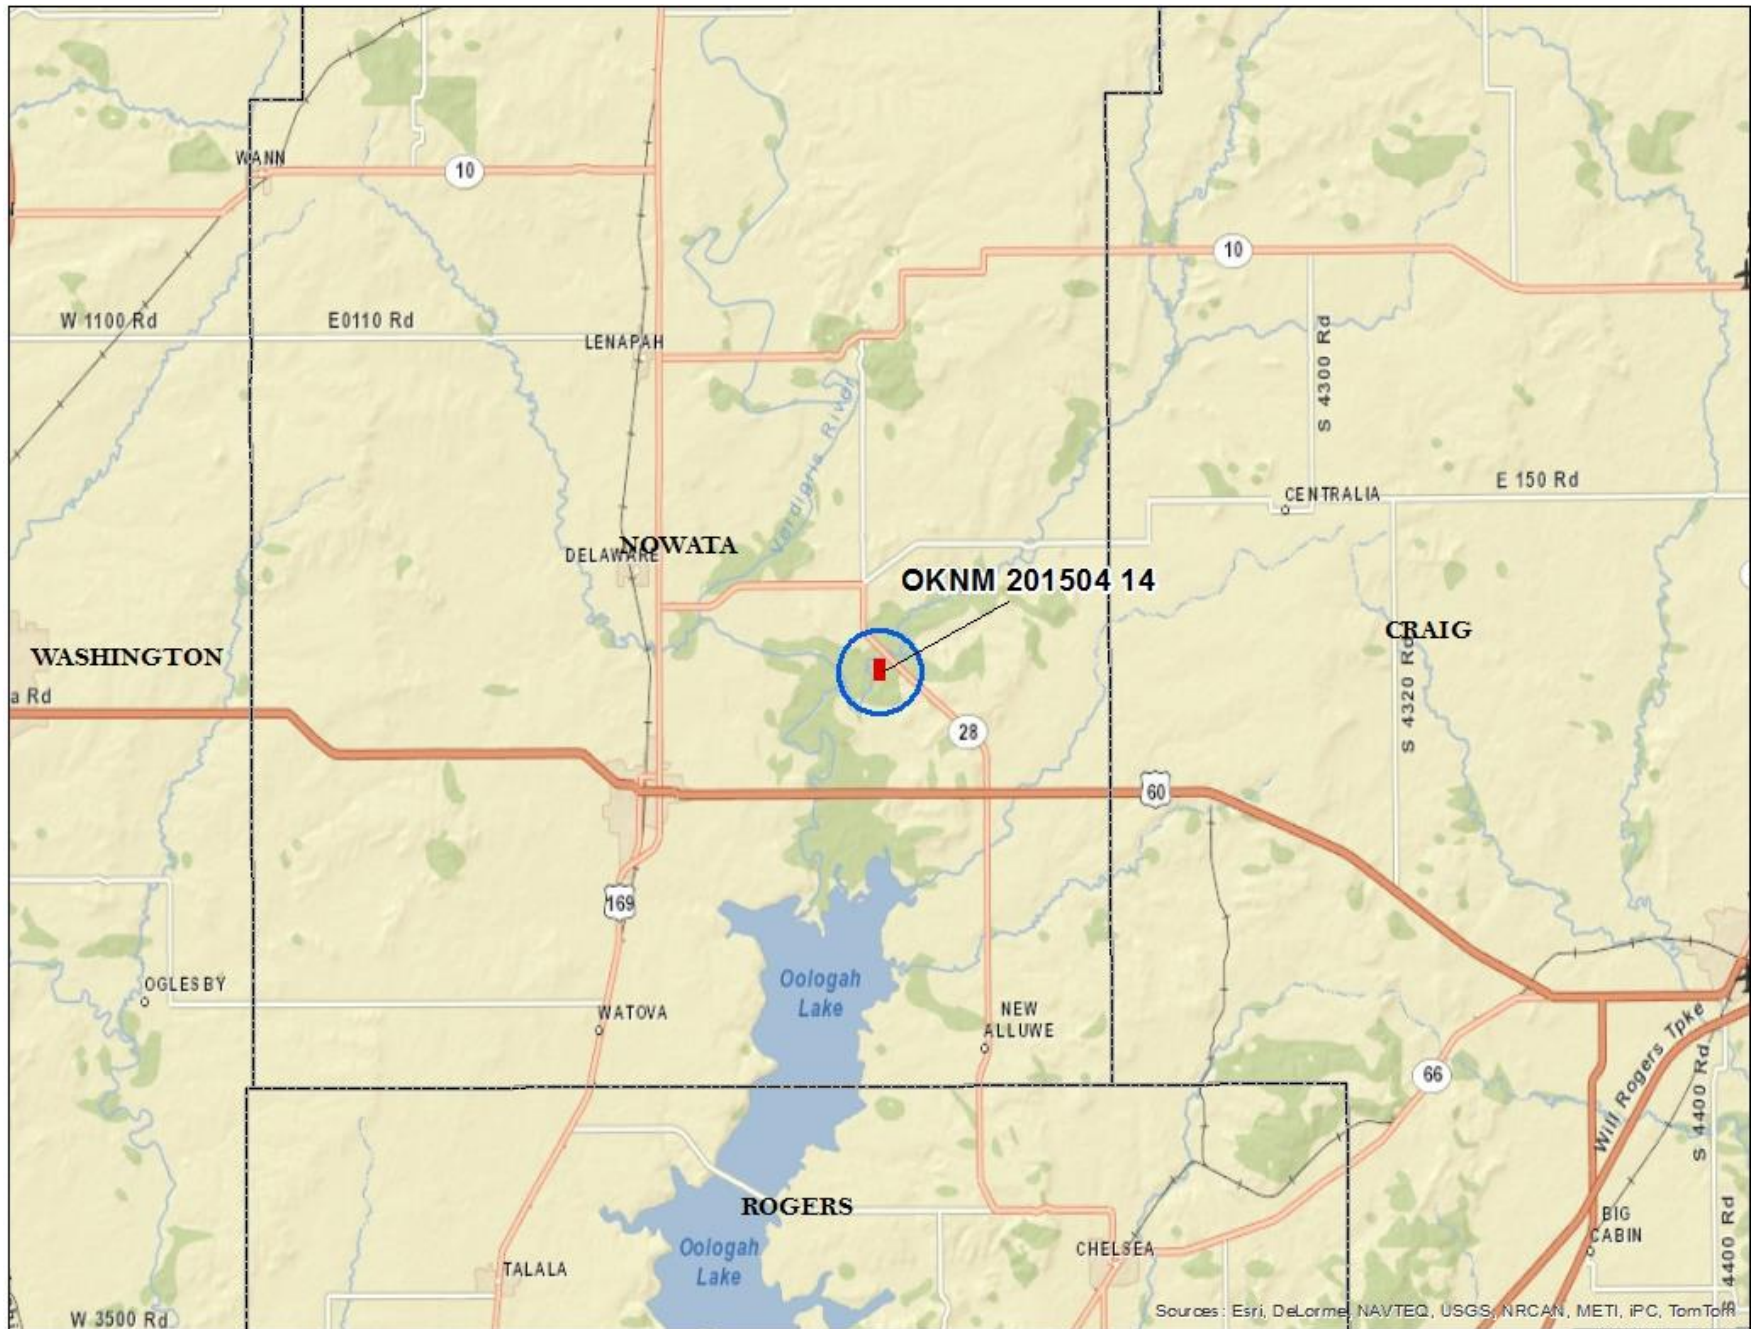 WANN
10
10
W 1100 Rd
E0110 Rd
LENAPAH
S 4300 Rd
Verdigris River
CENTRALIA
E 150 Rd
NOWATA
DELAWARE
OKNM 201504 14
CRAIG
WASHINGTON
S 4320 Rd
a Rd
28
60
169
Oologah
Lake
OGLESBY
WATOVA
NEW
ALLUWE
66
Will Rogers Tpke
S 4400 Rd
ROGERS
BIG
CABIN
CHELSEA
Oologah
Lake
TALALA
S 4400 Rd
W 3500 Rd
Sources: Esri, DeLorme, NAVTEQ, USGS, NRCAN, METI, iPC, TomTom